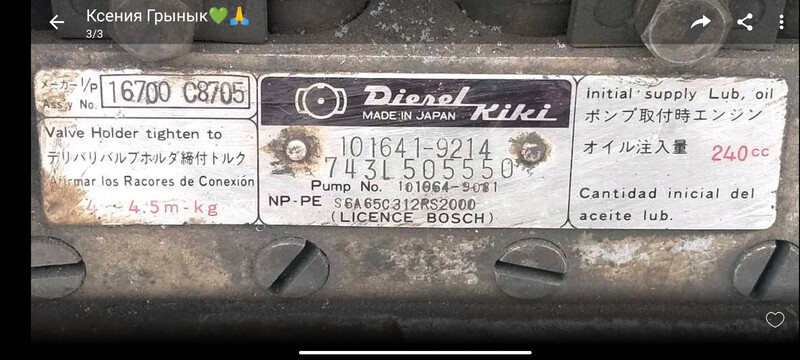 Ксения Грынык💚🙏
3/3
メーカー I/P
Ass,y No. 16700 C8705
Valve Holder tighten to
デリバリバルブホルダ締付トルク
Afirmar los Racores de Conexión
4 ~ 4.5m-kg
Diesel Kiki
MADE IN JAPAN
101641-9214
743L505550
Pump No. 101064-9081
NP-PE S6A65C312RS2000
(LICENCE BOSCH)
Initial supply Lub, oil
ポンプ取付時エンジン
オイル注入量 240cc
Cantidad inicial del
aceite lub.